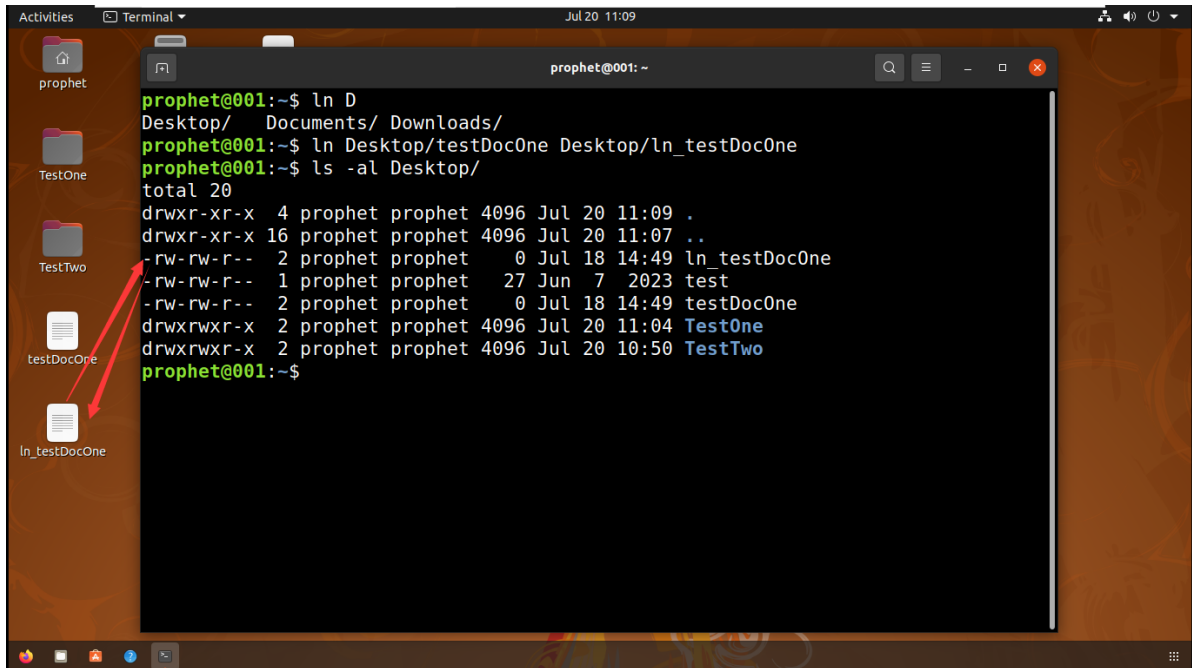 Activities Terminal Jul 20 11:09
prophet@001: ~
prophet
TestOne
TestTwo
testDocOne
ln_testDocOne
prophet@001:~$ ln D
Desktop/   Documents/ Downloads/
prophet@001:~$ ln Desktop/testDocOne Desktop/ln_testDocOne
prophet@001:~$ ls -al Desktop/
total 20
drwxr-xr-x  4 prophet prophet 4096 Jul 20 11:09 .
drwxr-xr-x 16 prophet prophet 4096 Jul 20 11:07 ..
-rw-rw-r--  2 prophet prophet    0 Jul 18 14:49 ln_testDocOne
-rw-rw-r--  1 prophet prophet   27 Jun  7  2023 test
-rw-rw-r--  2 prophet prophet    0 Jul 18 14:49 testDocOne
drwxrwxr-x  2 prophet prophet 4096 Jul 20 11:04 TestOne
drwxrwxr-x  2 prophet prophet 4096 Jul 20 10:50 TestTwo
prophet@001:~$